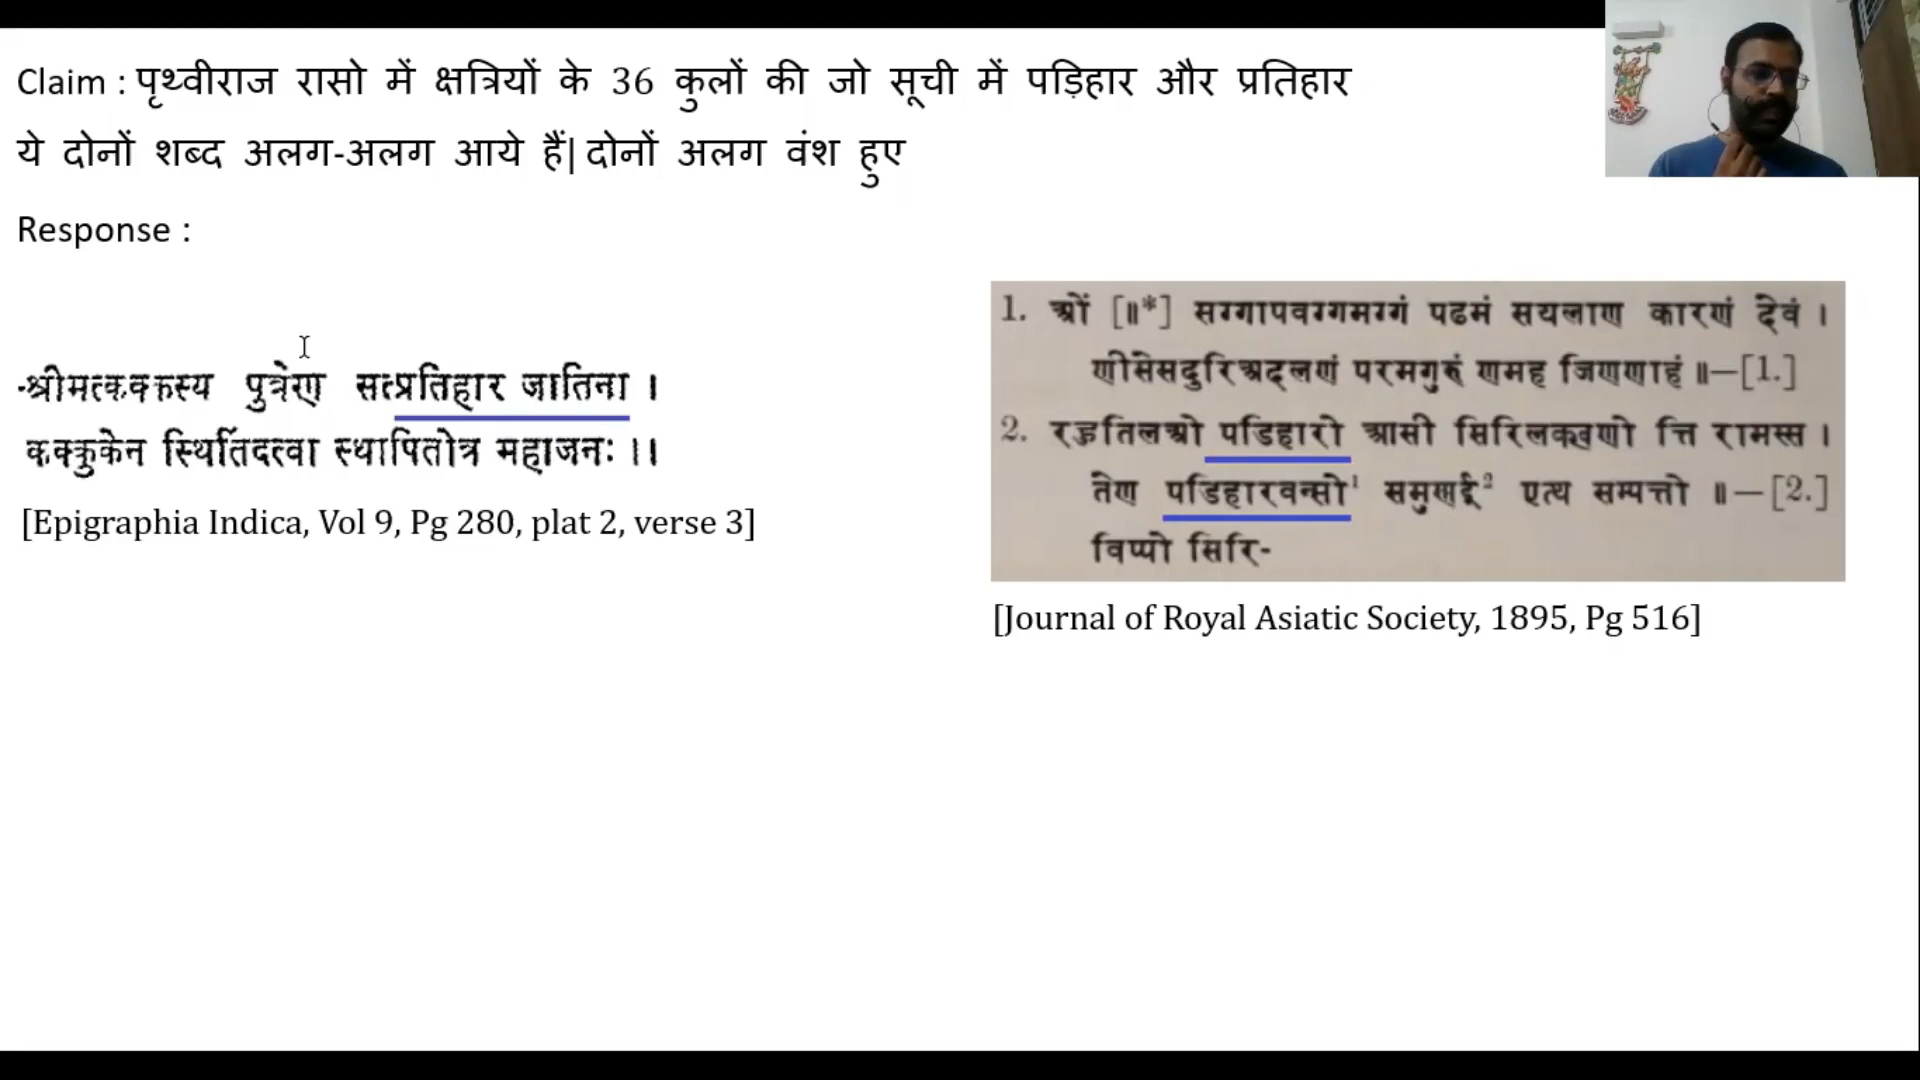 Claim : पृथ्वीराज रासो में क्षत्रियों के 36 कुलों की जो सूची में पड़िहार और प्रतिहार
ये दोनों शब्द अलग-अलग आये हैं| दोनों अलग वंश हुए
Response :
-श्रीमत्कक्कस्य पुत्रेण सत्प्रतिहार जातिना ।
कक्कुकेन स्थितिंदत्वा स्थापितोत्र महाजनः ।।
[Epigraphia Indica, Vol 9, Pg 280, plat 2, verse 3]
1. ओं [॥*] सग्गापवग्गमग्गं पढमं सयलाण कारणं देवं ।
णीसेसदुरिअदलणं परमगुरुं णमह जिणणाहं ॥—[1.]
2. रहुतिलओ पडिहारो आसी सिरिलक्खणो त्ति रामस्स ।
तेण पडिहारवन्सो¹ समुणईं² एत्थ सम्पत्तो ॥—[2.]
विप्पो सिरि-
[Journal of Royal Asiatic Society, 1895, Pg 516]